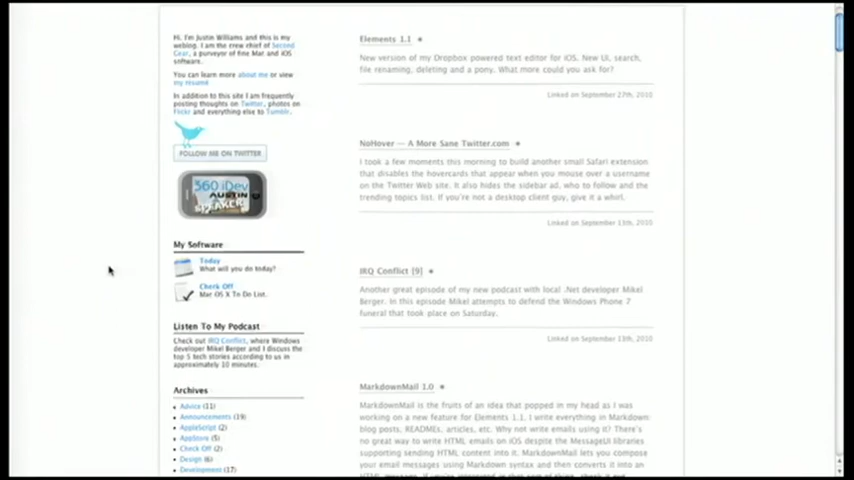 Hi. I'm Justin Williams and this is my
weblog. I am the crew chief of Second
Gear, a purveyor of fine Mac and iOS
software.
You can learn more about me or view
my resumé
In addition to this site I am frequently
posting thoughts on Twitter, photos on
Flickr and everything else to Tumblr.
FOLLOW ME ON TWITTER
360 iDev
AUSTIN
SPEAKER
My Software
Today
What will you do today?
Check Off
Mac OS X To Do List.
Listen To My Podcast
Check out IRQ Conflict, where Windows
developer Mikel Berger and I discuss the
top 5 tech stories according to us in
approximately 10 minutes.
Archives
Advice (11)
Announcements (19)
AppleScript (2)
AppStore (5)
Check Off (2)
Design (6)
Development (17)
Elements 1.1
New version of my Dropbox powered text editor for iOS. New UI, search,
file renaming, deleting and a pony. What more could you ask for?
Linked on September 27th, 2010
NoHover — A More Sane Twitter.com
I took a few moments this morning to build another small Safari extension
that disables the hovercards that appear when you mouse over a username
on the Twitter Web site. It also hides the sidebar ad, who to follow and the
trending topics list. If you're not a desktop client guy, give it a whirl.
Linked on September 13th, 2010
IRQ Conflict [9]
Another great episode of my new podcast with local .Net developer Mikel
Berger. In this episode Mikel attempts to defend the Windows Phone 7
funeral that took place on Saturday.
Linked on September 13th, 2010
MarkdownMail 1.0
MarkdownMail is the fruits of an idea that popped in my head as I was
working on a new feature for Elements 1.1. I write everything in Markdown:
blog posts, READMEs, articles, etc. Why not write emails using it? There's
no great way to write HTML emails on iOS despite the MessageUI libraries
supporting sending HTML content into it. MarkdownMail lets you compose
your email messages using Markdown syntax and then converts it into an